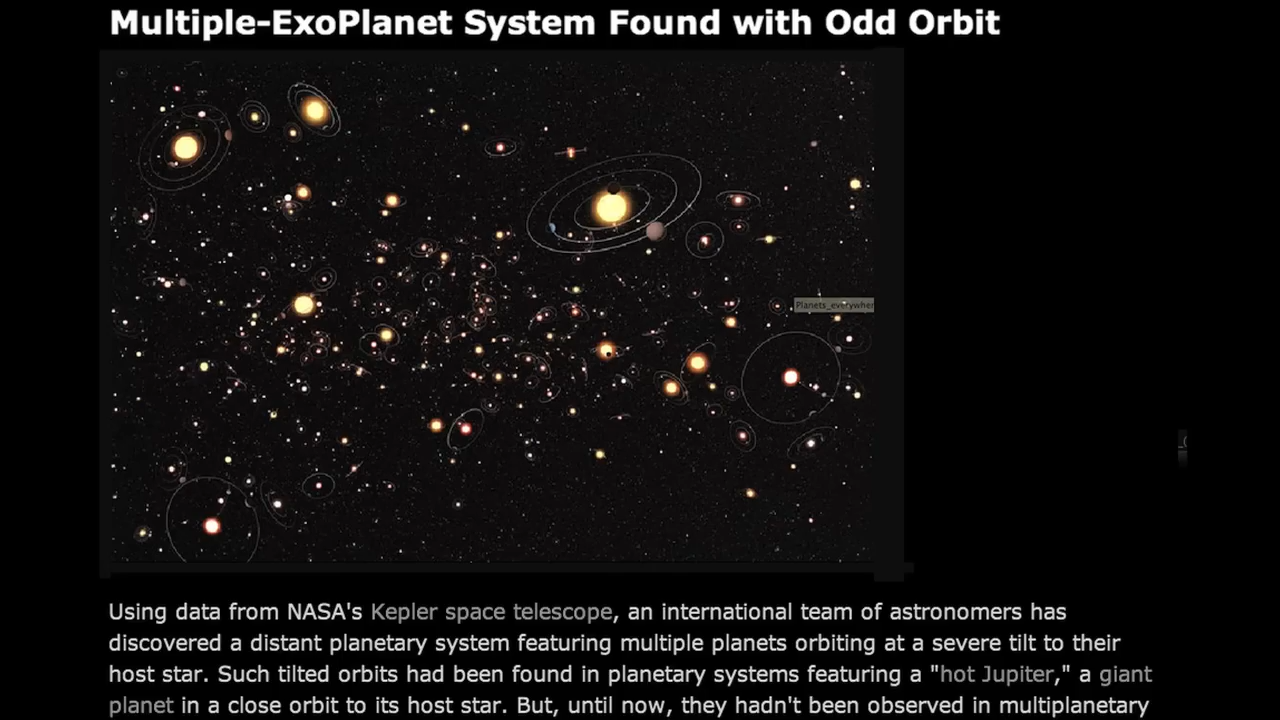 Multiple-ExoPlanet System Found with Odd Orbit
Planets_everywher
Using data from NASA's Kepler space telescope, an international team of astronomers has
discovered a distant planetary system featuring multiple planets orbiting at a severe tilt to their
host star. Such tilted orbits had been found in planetary systems featuring a "hot Jupiter," a giant
planet in a close orbit to its host star. But, until now, they hadn't been observed in multiplanetary